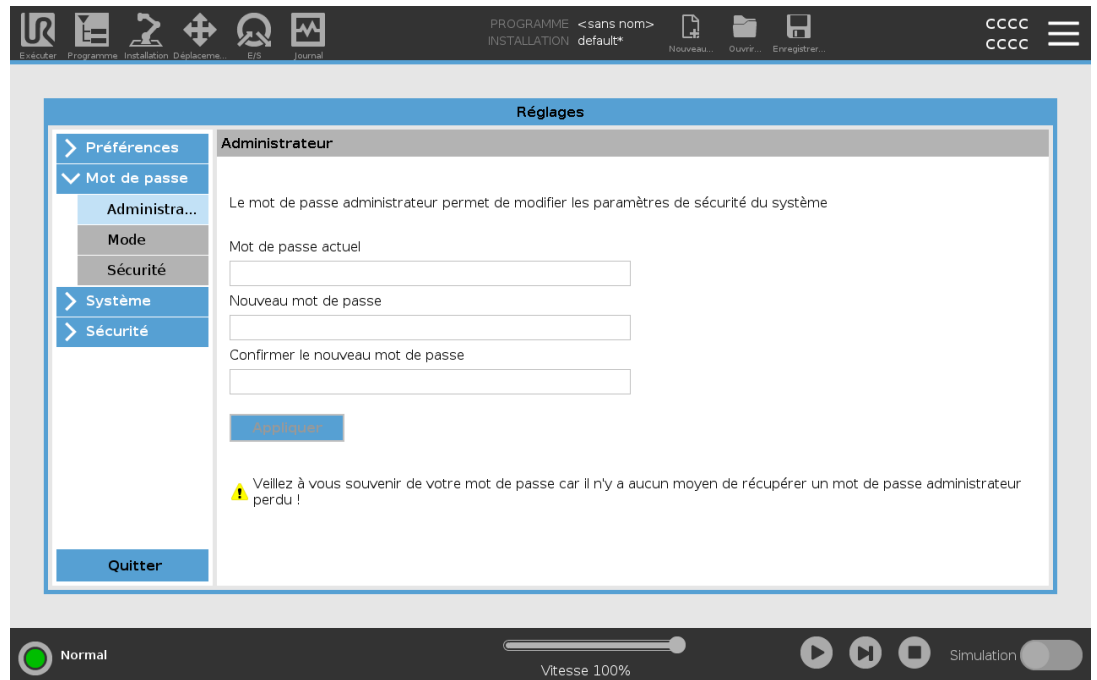 PROGRAMME <sans nom>
INSTALLATION default*
CCCC
CCCC
Exécuter Programme Installation Déplaceme... E/S Journal
Nouveau... Ouvrir... Enregistrer...
Réglages
Préférences
Mot de passe
Administra...
Mode
Sécurité
Système
Sécurité
Quitter
Administrateur
Le mot de passe administrateur permet de modifier les paramètres de sécurité du système
Mot de passe actuel
Nouveau mot de passe
Confirmer le nouveau mot de passe
Appliquer
Veillez à vous souvenir de votre mot de passe car il n'y a aucun moyen de récupérer un mot de passe administrateur
perdu !
Normal
Vitesse 100%
Simulation